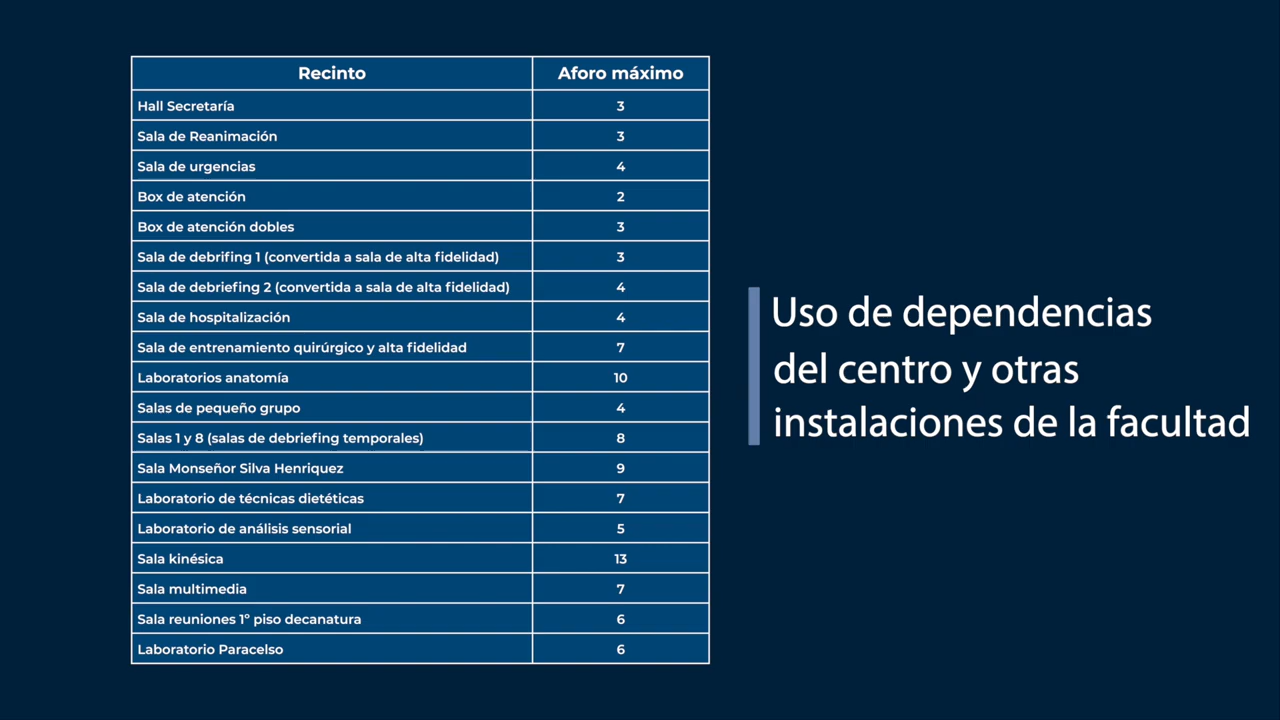 Recinto Aforo máximo
Hall Secretaría 3
Sala de Reanimación 3
Sala de urgencias 4
Box de atención 2
Box de atención dobles 3
Sala de debrifing 1 (convertida a sala de alta fidelidad) 3
Sala de debriefing 2 (convertida a sala de alta fidelidad) 4
Sala de hospitalización 4
Sala de entrenamiento quirúrgico y alta fidelidad 7
Laboratorios anatomía 10
Salas de pequeño grupo 4
Salas 1 y 8 (salas de debriefing temporales) 8
Sala Monseñor Silva Henriquez 9
Laboratorio de técnicas dietéticas 7
Laboratorio de análisis sensorial 5
Sala kinésica 13
Sala multimedia 7
Sala reuniones 1º piso decanatura 6
Laboratorio Paracelso 6
Uso de dependencias
del centro y otras
instalaciones de la facultad